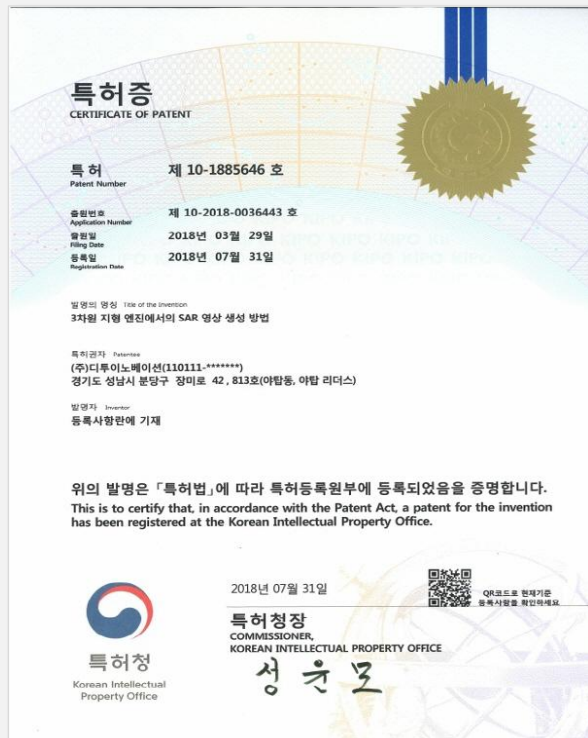 특허증
CERTIFICATE OF PATENT
특 허 제 10-1885646 호
Patent Number
출원번호 제 10-2018-0036443 호
Application Number
출원일 2018년 03월 29일
Filing Date
등록일 2018년 07월 31일
Registration Date
발명의 명칭 Title of the Invention
3차원 지형 엔진에서의 SAR 영상 생성 방법
특허권자 Patentee
(주)디투이노베이션(110111-*******)
경기도 성남시 분당구 장미로 42 , 813호(야탑동, 야탑 리더스)
발명자 Inventor
등록사항란에 기재
위의 발명은 「특허법」에 따라 특허등록원부에 등록되었음을 증명합니다.
This is to certify that, in accordance with the Patent Act, a patent for the invention
has been registered at the Korean Intellectual Property Office.
2018년 07월 31일
QR코드로 현재기준
등록사항을 확인하세요
특허청장
COMMISSIONER,
KOREAN INTELLECTUAL PROPERTY OFFICE
성윤모
특허청
Korean Intellectual
Property Office